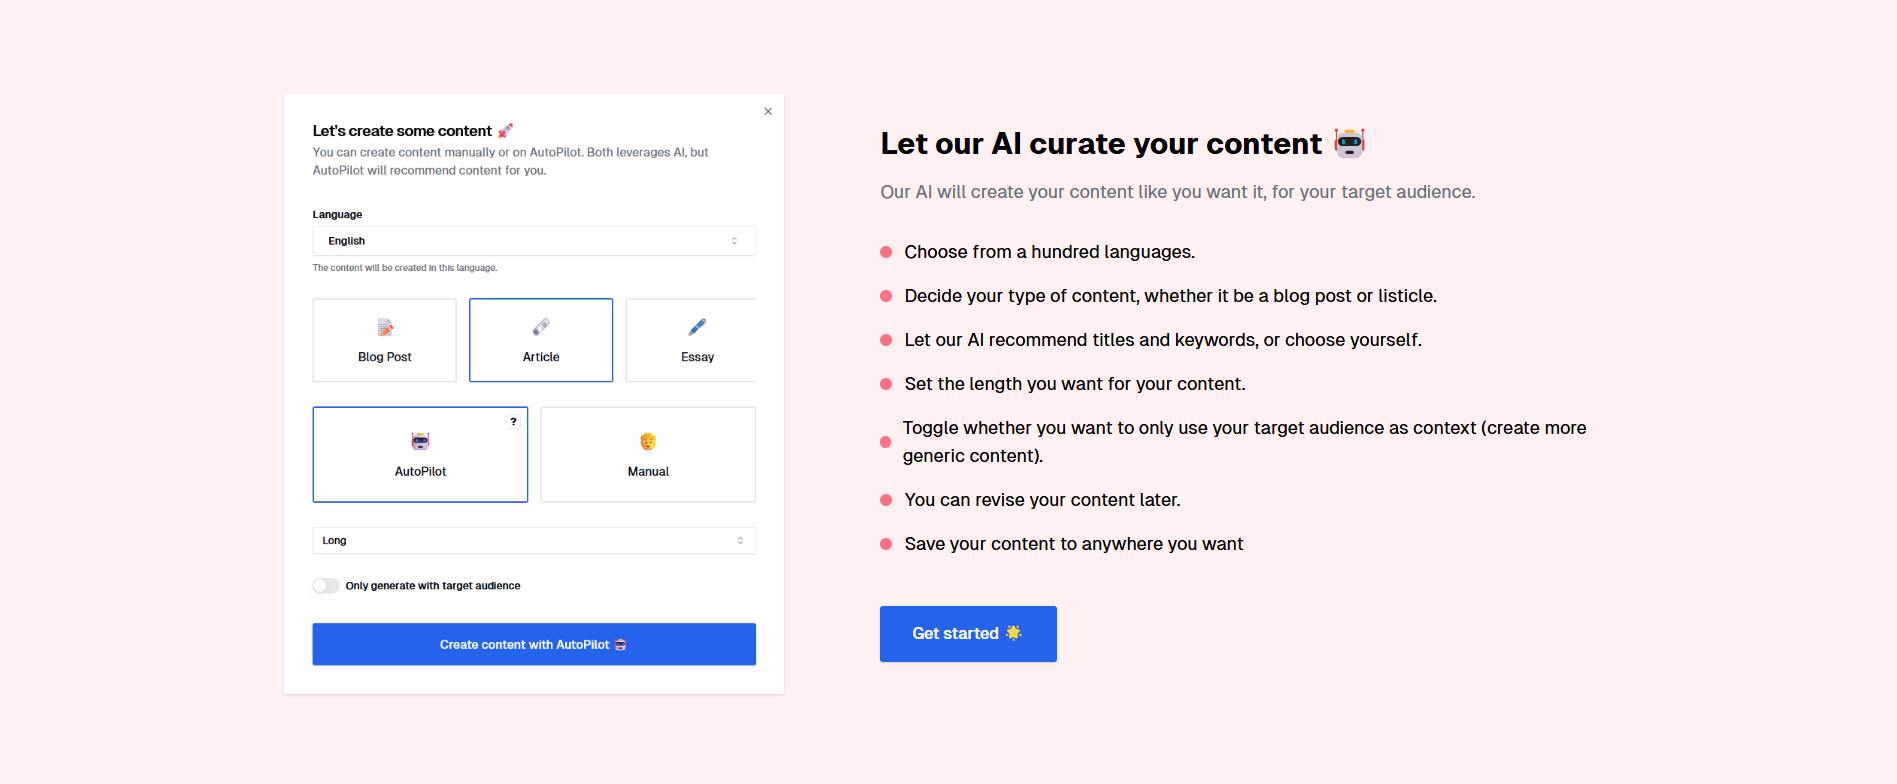 Let's create some content 🚀
You can create content manually or on AutoPilot. Both leverages AI, but
AutoPilot will recommend content for you.
Language
English
The content will be created in this language.
Blog Post
Article
Essay
?
AutoPilot
Manual
Long
Only generate with target audience
Create content with AutoPilot 🤖
Let our AI curate your content 🤖
Our AI will create your content like you want it, for your target audience.
Choose from a hundred languages.
Decide your type of content, whether it be a blog post or listicle.
Let our AI recommend titles and keywords, or choose yourself.
Set the length you want for your content.
Toggle whether you want to only use your target audience as context (create more
generic content).
You can revise your content later.
Save your content to anywhere you want
Get started 🌟